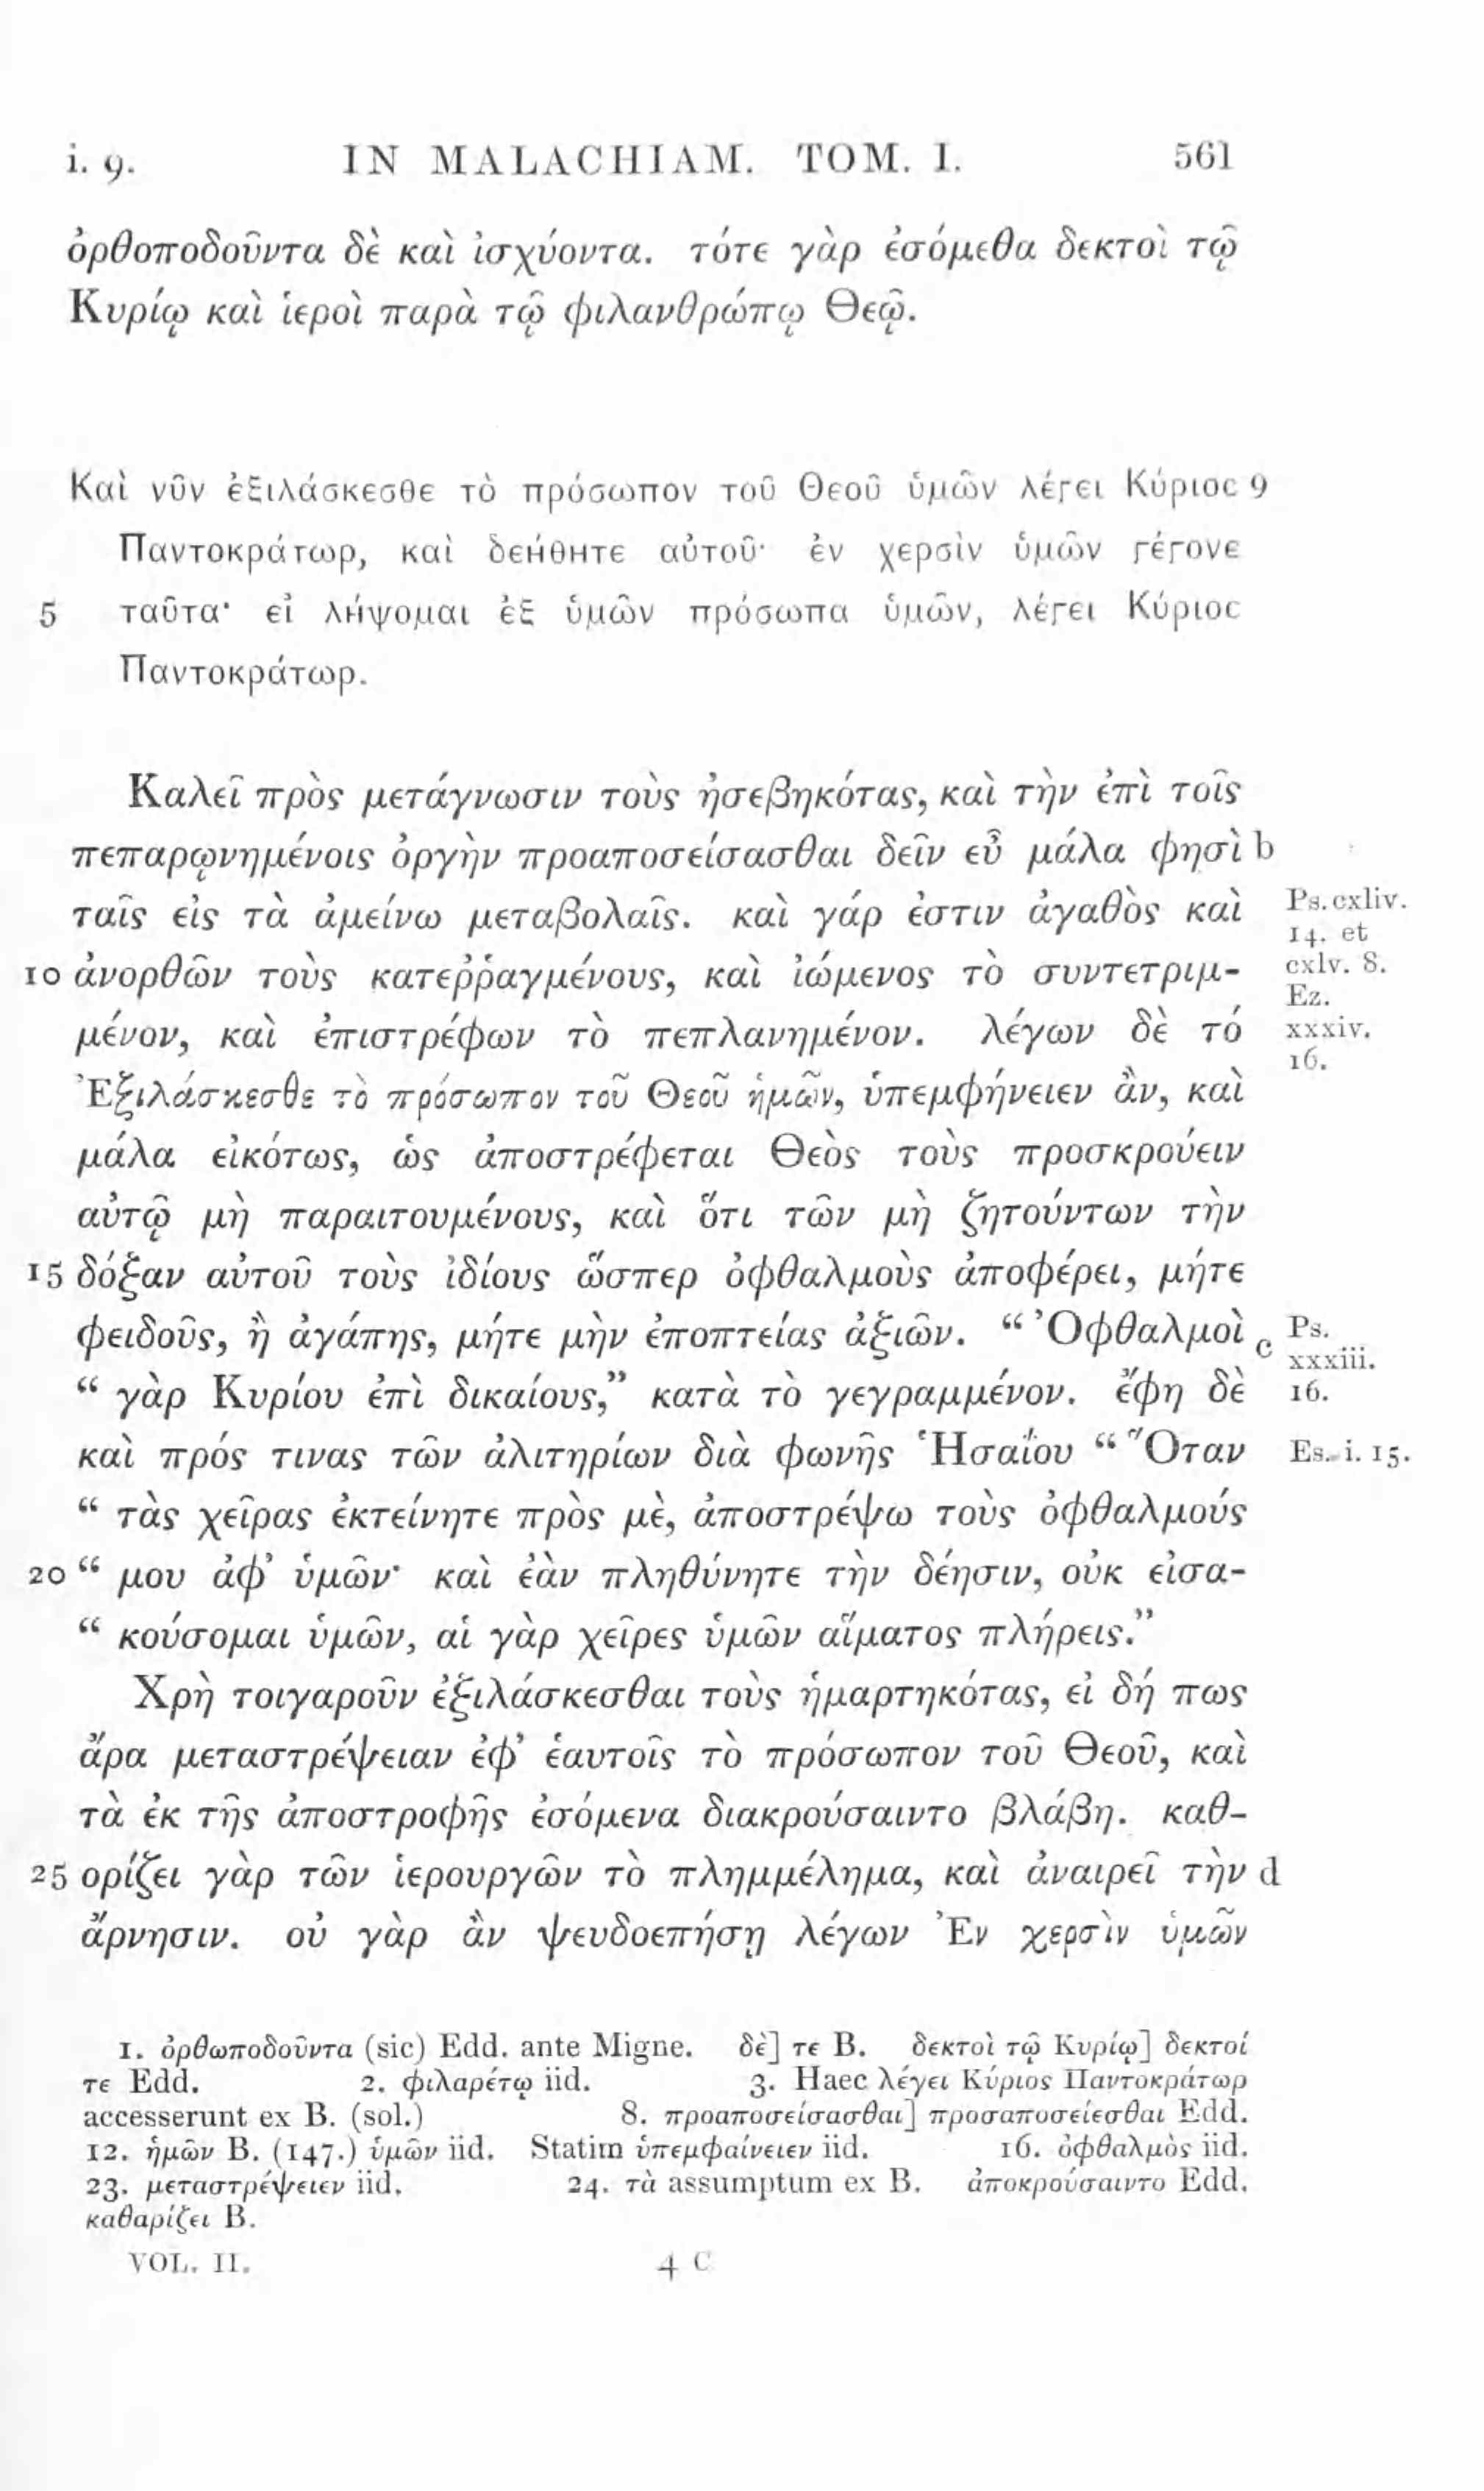 i. 9. IN MALACHIAM. TOM. I. 561
ὀρθοποδοῦντα δὲ καὶ ἰσχύοντα. τότε γὰρ ἐσόμεθα δεκτοὶ τῷ
Κυρίῳ καὶ ἱεροὶ παρὰ τῷ φιλανθρώπῳ Θεῷ.
Καὶ νῦν ἐξιλάσκεσθε τὸ πρόσωπον τοῦ Θεοῦ ὑμῶν λέγει Κύριος 9
Παντοκράτωρ, καὶ δεήθητε αὐτοῦ· ἐν χερσὶν ὑμῶν γέγονε
5 ταῦτα· εἰ λήψομαι ἐξ ὑμῶν πρόσωπα ὑμῶν, λέγει Κύριος
Παντοκράτωρ.
Καλεῖ πρὸς μετάγνωσιν τοὺς ἠσεβηκότας, καὶ τὴν ἐπὶ τοῖς
πεπαρῳνημένοις ὀργὴν προαποσείσασθαι δεῖν εὖ μάλα φησὶ b
ταῖς εἰς τὰ ἀμείνω μεταβολαῖς. καὶ γάρ ἐστιν ἀγαθὸς καὶ Ps. cxliv.
14. et
10 ἀνορθῶν τοὺς κατεῤῥαγμένους, καὶ ἰώμενος τὸ συντετριμ- cxlv. 8.
Ez.
μένον, καὶ ἐπιστρέφων τὸ πεπλανημένον. λέγων δὲ τό xxxiv.
16.
Ἐξιλάσκεσθε τὸ πρόσωπον τοῦ Θεοῦ ἡμῶν, ὑπεμφήνειεν ἂν, καὶ
μάλα εἰκότως, ὡς ἀποστρέφεται Θεὸς τοὺς προσκρούειν
αὐτῷ μὴ παραιτουμένους, καὶ ὅτι τῶν μὴ ζητούντων τὴν
15 δόξαν αὐτοῦ τοὺς ἰδίους ὥσπερ ὀφθαλμοὺς ἀποφέρει, μήτε
φειδοῦς, ἢ ἀγάπης, μήτε μὴν ἐποπτείας ἀξιῶν. “ Ὀφθαλμοὶ c Ps.
xxxiii.
“ γὰρ Κυρίου ἐπὶ δικαίους,” κατὰ τὸ γεγραμμένον. ἔφη δὲ 16.
καὶ πρός τινας τῶν ἀλιτηρίων διὰ φωνῆς Ἡσαΐου “ Ὅταν Es. i. 15.
“ τὰς χεῖρας ἐκτείνητε πρὸς μὲ, ἀποστρέψω τοὺς ὀφθαλμούς
20 “ μου ἀφ’ ὑμῶν· καὶ ἐὰν πληθύνητε τὴν δέησιν, οὐκ εἰσα-
“ κούσομαι ὑμῶν, αἱ γὰρ χεῖρες ὑμῶν αἵματος πλήρεις.”
Χρὴ τοιγαροῦν ἐξιλάσκεσθαι τοὺς ἡμαρτηκότας, εἰ δή πως
ἄρα μεταστρέψειαν ἐφ’ ἑαυτοῖς τὸ πρόσωπον τοῦ Θεοῦ, καὶ
τὰ ἐκ τῆς ἀποστροφῆς ἐσόμενα διακρούσαιντο βλάβη. καθ-
25 ορίζει γὰρ τῶν ἱερουργῶν τὸ πλημμέλημα, καὶ ἀναιρεῖ τὴν d
ἄρνησιν. οὐ γὰρ ἂν ψευδοεπήσῃ λέγων Ἐν χερσὶν ὑμῶν
1. ὀρθωποδοῦντα (sic) Edd. ante Migne. δὲ] τε B. δεκτοὶ τῷ Κυρίῳ] δεκτοί
τε Edd. 2. φιλαρέτῳ iid. 3. Haec λέγει Κύριος Παντοκράτωρ
accesserunt ex B. (sol.) 8. προαποσείσασθαι] προσαποσείεσθαι Edd.
12. ἡμῶν B. (147.) ὑμῶν iid. Statim ὑπεμφαίνειεν iid. 16. ὀφθαλμὸς iid.
23. μεταστρέψειεν iid. 24. τὰ assumptum ex B. ἀποκρούσαιντο Edd.
καθαρίζει B.
VOL. II. 4 C